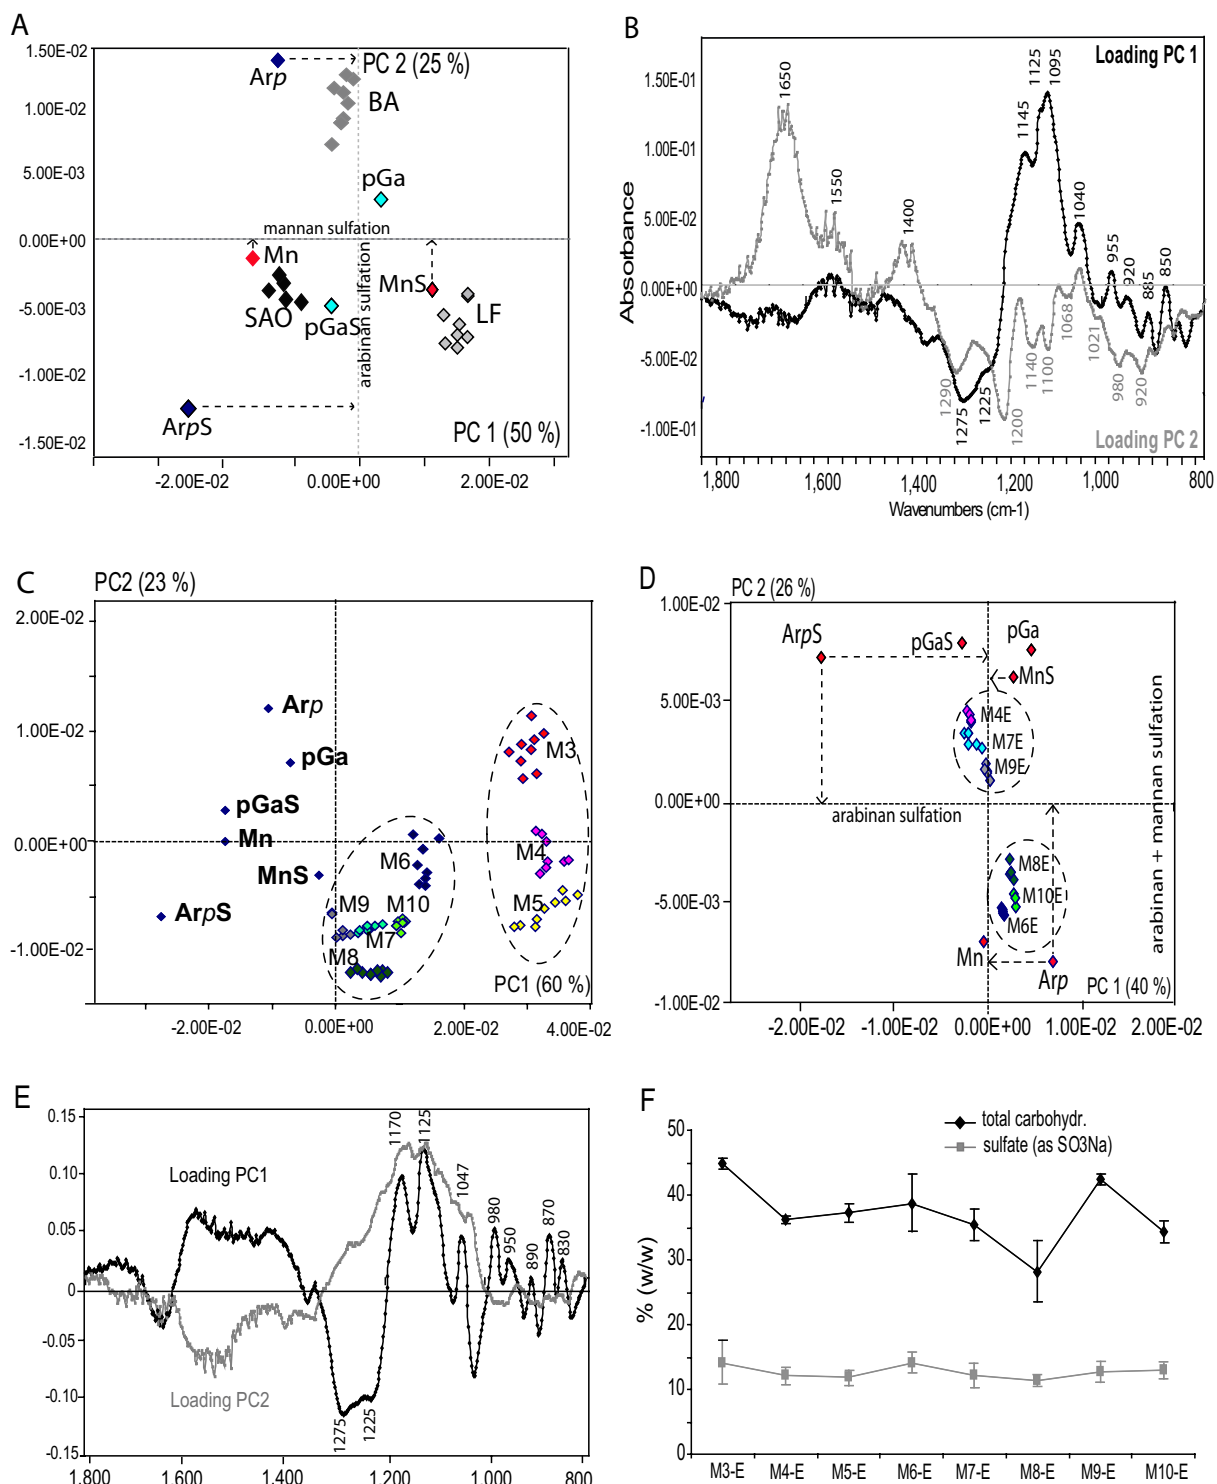 A
1.50E-02
1.00E-02
5.00E-03
0.00E+00
-5.00E-03
-1.00E-02
-1.50E-02
Arp
PC 2 (25 %)
BA
pGa
mannan sulfation
Mn
SAO
pGaS
arabinan sulfation
MnS
LF
ArpS
PC 1 (50 %)
-2.00E-02
0.00E+00
2.00E-02
B
Absorbance
1.50E-01
1.00E-01
5.00E-02
0.00E+00
-5.00E-02
-1.00E-01
1650
1550
1400
1145
1125
1095
1040
955
920
885
850
1290
1275
1225
1200
1140
1100
1068
1021
980
920
Loading PC 1
Loading PC 2
1,800
1,600
1,400
1,200
1,000
800
Wavenumbers (cm-1)
C
PC2 (23 %)
2.00E-02
1.00E-02
0.00E+00
-1.00E-02
Arp
pGa
pGaS
Mn
MnS
ArpS
M3
M4
M5
M6
M9
M10
M7
M8
PC1 (60 %)
-2.00E-02
0.00E+00
2.00E-02
4.00E-02
D
PC 2 (26 %)
1.00E-02
5.00E-03
0.00E+00
-5.00E-03
-1.00E-02
ArpS
pGaS
pGa
MnS
M4E
M7E
M9E
arabinan sulfation
arabinan + mannan sulfation
M8E
M10E
M6E
Mn
Arp
PC 1 (40 %)
-2.00E-02
-1.00E-02
0.00E+00
1.00E-02
2.00E-02
E
0.15
0.10
0.05
0
-0.05
-0.10
-0.15
Loading PC1
Loading PC2
1170
1125
1047
980
950
890
870
830
1275
1225
1.800
1.600
1.400
1.200
1.000
800
F
total carbohydr.
sulfate (as SO3Na)
% (w/w)
50
40
30
20
10
0
M3-E
M4-E
M5-E
M6-E
M7-E
M8-E
M9-E
M10-E